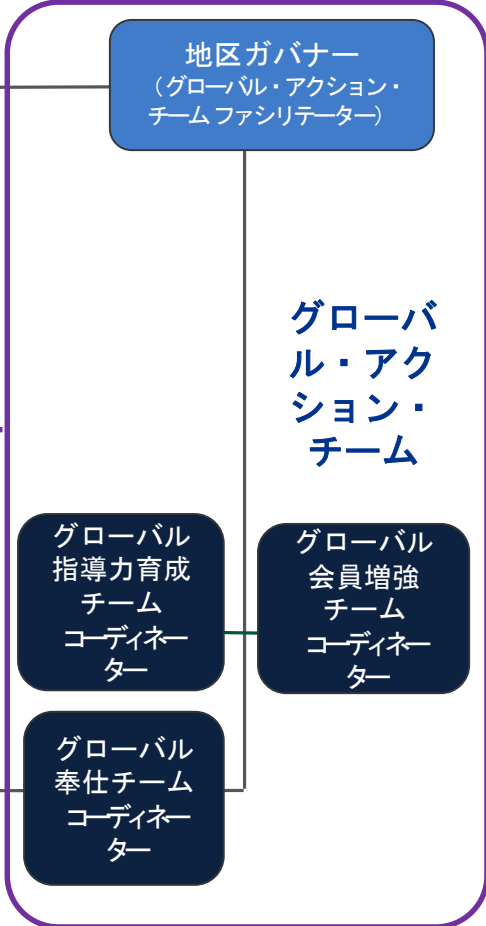 地区ガバナー
（グローバル・アクション・
チーム ファシリテーター）
グローバ
ル・アク
ション・
チーム
グローバル
指導力育成
チーム
コーディネー
ター
グローバル
会員増強
チーム
コーディネー
ター
グローバル
奉仕チーム
コーディネー
ター